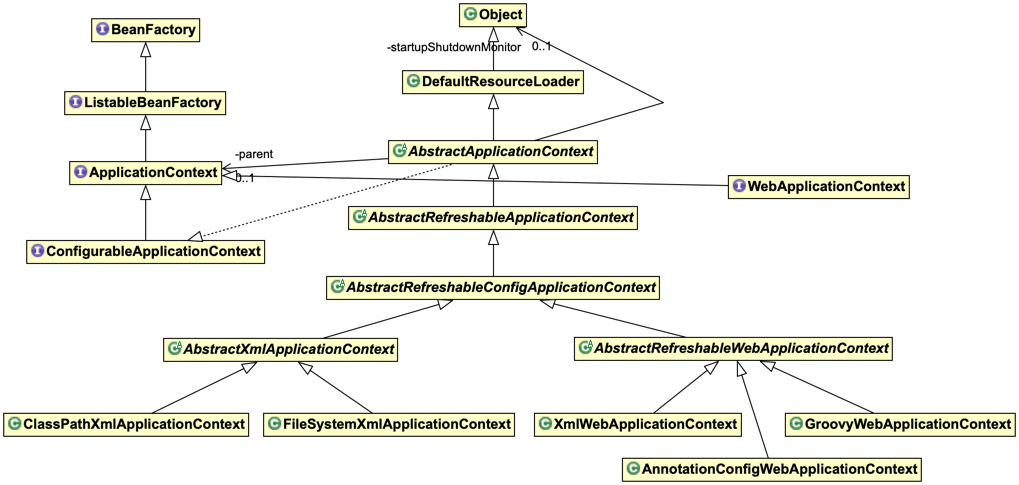 Object
BeanFactory
-startupShutdownMonitor
0..1
DefaultResourceLoader
ListableBeanFactory
AbstractApplicationContext
-parent
ApplicationContext
0..1
WebApplicationContext
AbstractRefreshableApplicationContext
ConfigurableApplicationContext
AbstractRefreshableConfigApplicationContext
AbstractXmlApplicationContext
AbstractRefreshableWebApplicationContext
ClassPathXmlApplicationContext
FileSystemXmlApplicationContext
XmlWebApplicationContext
GroovyWebApplicationContext
AnnotationConfigWebApplicationContext